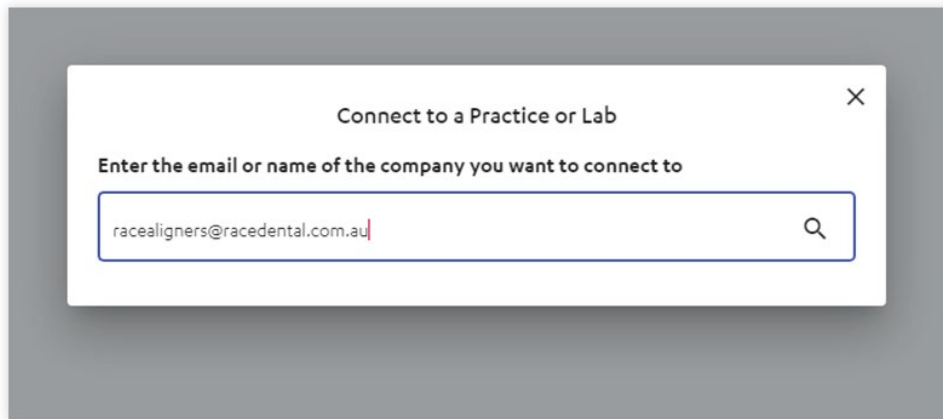 Connect to a Practice or Lab
Enter the email or name of the company you want to connect to
racealigners@racedental.com.au